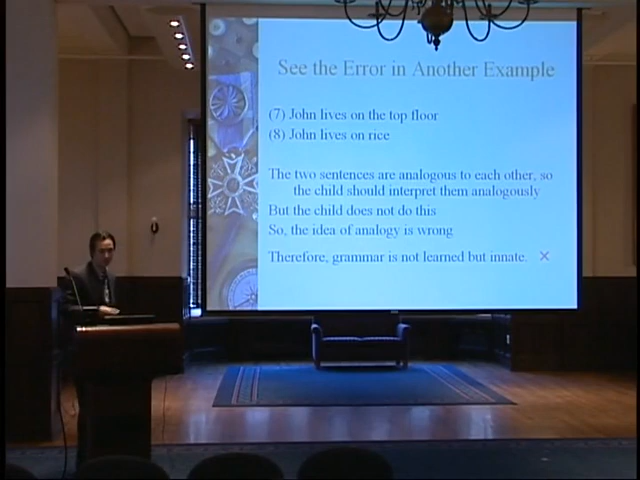 See the Error in Another Example
(7) John lives on the top floor
(8) John lives on rice
The two sentences are analogous to each other, so
the child should interpret them analogously
But the child does not do this
So, the idea of analogy is wrong
Therefore, grammar is not learned but innate. ×